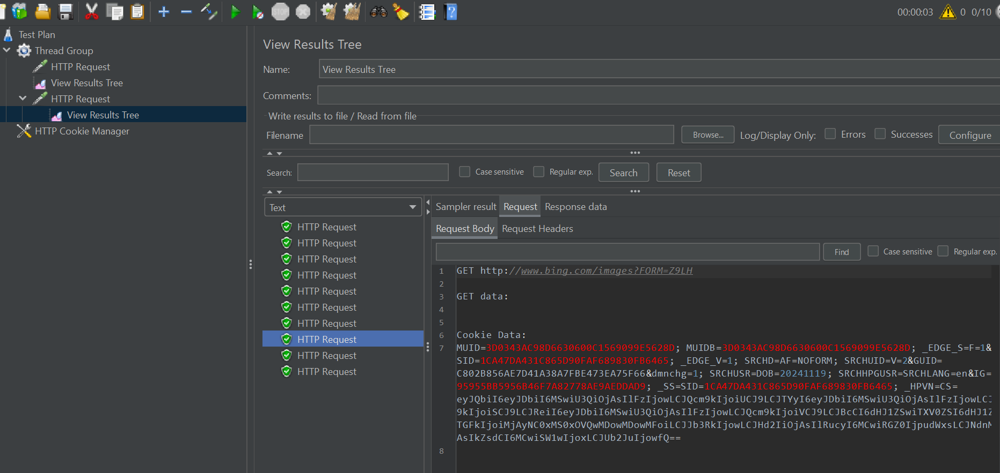 00:00:03 0 0/10
STOP
Test Plan
Thread Group
HTTP Request
View Results Tree
HTTP Request
View Results Tree
HTTP Cookie Manager
View Results Tree
Name: View Results Tree
Comments:
Write results to file / Read from file
Filename Browse... Log/Display Only: Errors Successes Configure
Search: Case sensitive Regular exp. Search Reset
Text
HTTP Request
HTTP Request
HTTP Request
HTTP Request
HTTP Request
HTTP Request
HTTP Request
HTTP Request
HTTP Request
HTTP Request
Sampler result Request Response data
Request Body Request Headers
Find Case sensitive Regular exp.
1 GET http://www.bing.com/images?FORM=Z9LH
2
3 GET data:
4
5
6 Cookie Data:
7 MUID=3D0343AC98D6630600C1569099E5628D; MUIDB=3D0343AC98D6630600C1569099E5628D; _EDGE_S=F=1&
SID=1CA47DA431C865D90FAF689830FB6465; _EDGE_V=1; SRCHD=AF=NOFORM; SRCHUID=V=2&GUID=
C802B856AE7D41A38A7FBE473EA75F66&dmnchg=1; SRCHUSR=DOB=20241119; SRCHHPGUSR=SRCHLANG=en&IG=
95955BB5956B46F7A82778AE9AEDDAD9; _SS=SID=1CA47DA431C865D90FAF689830FB6465; _HPVN=CS=
eyJQbiI6eyJDbiI6MSwiU3QiOjAsIlFzIjowLCJQcm9kIjoiUCJ9LCJTYyI6eyJDbiI6MSwiU3QiOjAsIlFzIjowLCJ
9kIjoiSCJ9LCJReiI6eyJDbiI6MSwiU3QiOjAsIlFzIjowLCJQcm9kIjoiVCJ9LCJBcCI6dHJ1ZSwiTXV0ZSI6dHJ1Z
TGFkIjoiMjAyNC0xMS0xOVQwMDowMDowMFoiLCJJb3RkIjowLCJHd2IiOjAsIlRucyI6MCwiRGZ0IjpudWxsLCJNdnM
AsIkZsdCI6MCwiSW1wIjoxLCJUb2JuIjowfQ==
8